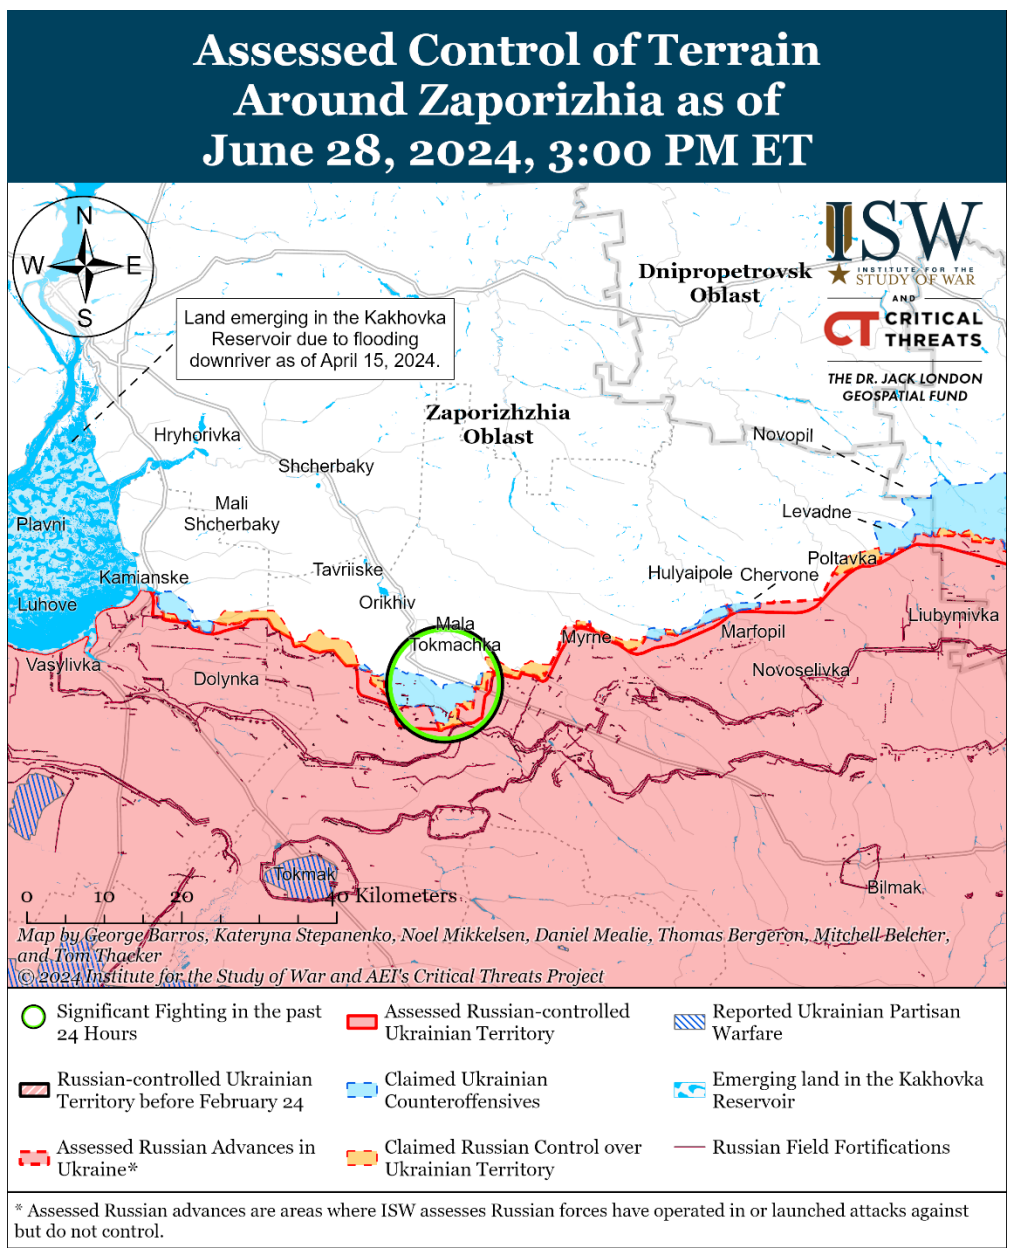 Assessed Control of Terrain
Around Zaporizhia as of
June 28, 2024, 3:00 PM ET
N
W
E
S
ISW
INSTITUTE FOR THE
STUDY OF WAR
AND
CT CRITICAL
THREATS
THE DR. JACK LONDON
GEOSPATIAL FUND
Dnipropetrovsk
Oblast
Land emerging in the Kakhovka
Reservoir due to flooding
downriver as of April 15, 2024.
Zaporizhzhia
Oblast
Hryhorivka
Novopil
Shcherbaky
Mali
Shcherbaky
Plavni
Levadne
Poltavka
Kamianske
Tavriiske
Hulyaipole
Chervone
Luhove
Orikhiv
Liubymivka
Mala
Tokmachka
Myrne
Marfopil
Vasylivka
Dolynka
Novoselivka
Tokmak
Bilmak
0 10 20 40 Kilometers
Map by George Barros, Kateryna Stepanenko, Noel Mikkelsen, Daniel Mealie, Thomas Bergeron, Mitchell Belcher,
and Tom Thacker
© 2024 Institute for the Study of War and AEI's Critical Threats Project
Significant Fighting in the past
24 Hours
Assessed Russian-controlled
Ukrainian Territory
Reported Ukrainian Partisan
Warfare
Russian-controlled Ukrainian
Territory before February 24
Claimed Ukrainian
Counteroffensives
Emerging land in the Kakhovka
Reservoir
Assessed Russian Advances in
Ukraine*
Claimed Russian Control over
Ukrainian Territory
Russian Field Fortifications
* Assessed Russian advances are areas where ISW assesses Russian forces have operated in or launched attacks against
but do not control.